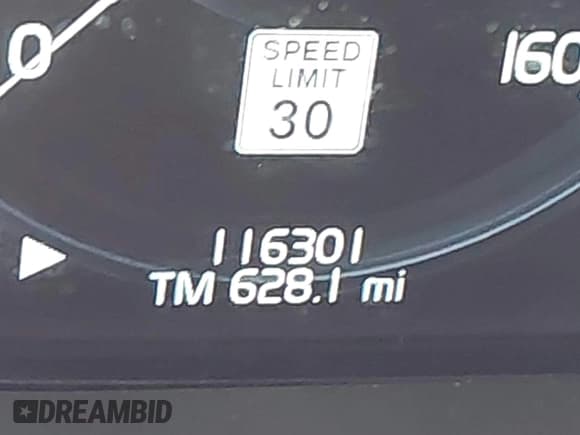 0
160
SPEED
LIMIT
30
116301
TM 628.1 mi
DREAMBID